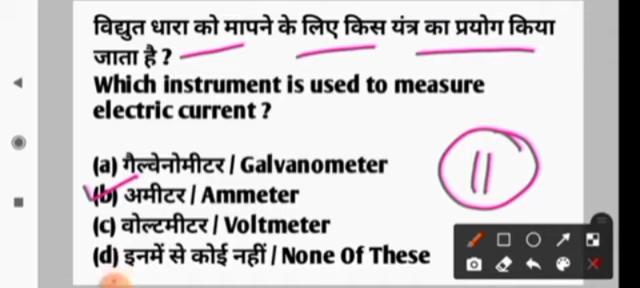 विद्युत धारा को मापने के लिए किस यंत्र का प्रयोग किया
जाता है ?
Which instrument is used to measure
electric current ?
(a) गैल्वेनोमीटर / Galvanometer
(b) अमीटर / Ammeter
(c) वोल्टमीटर / Voltmeter
(d) इनमें से कोई नहीं / None Of These
11